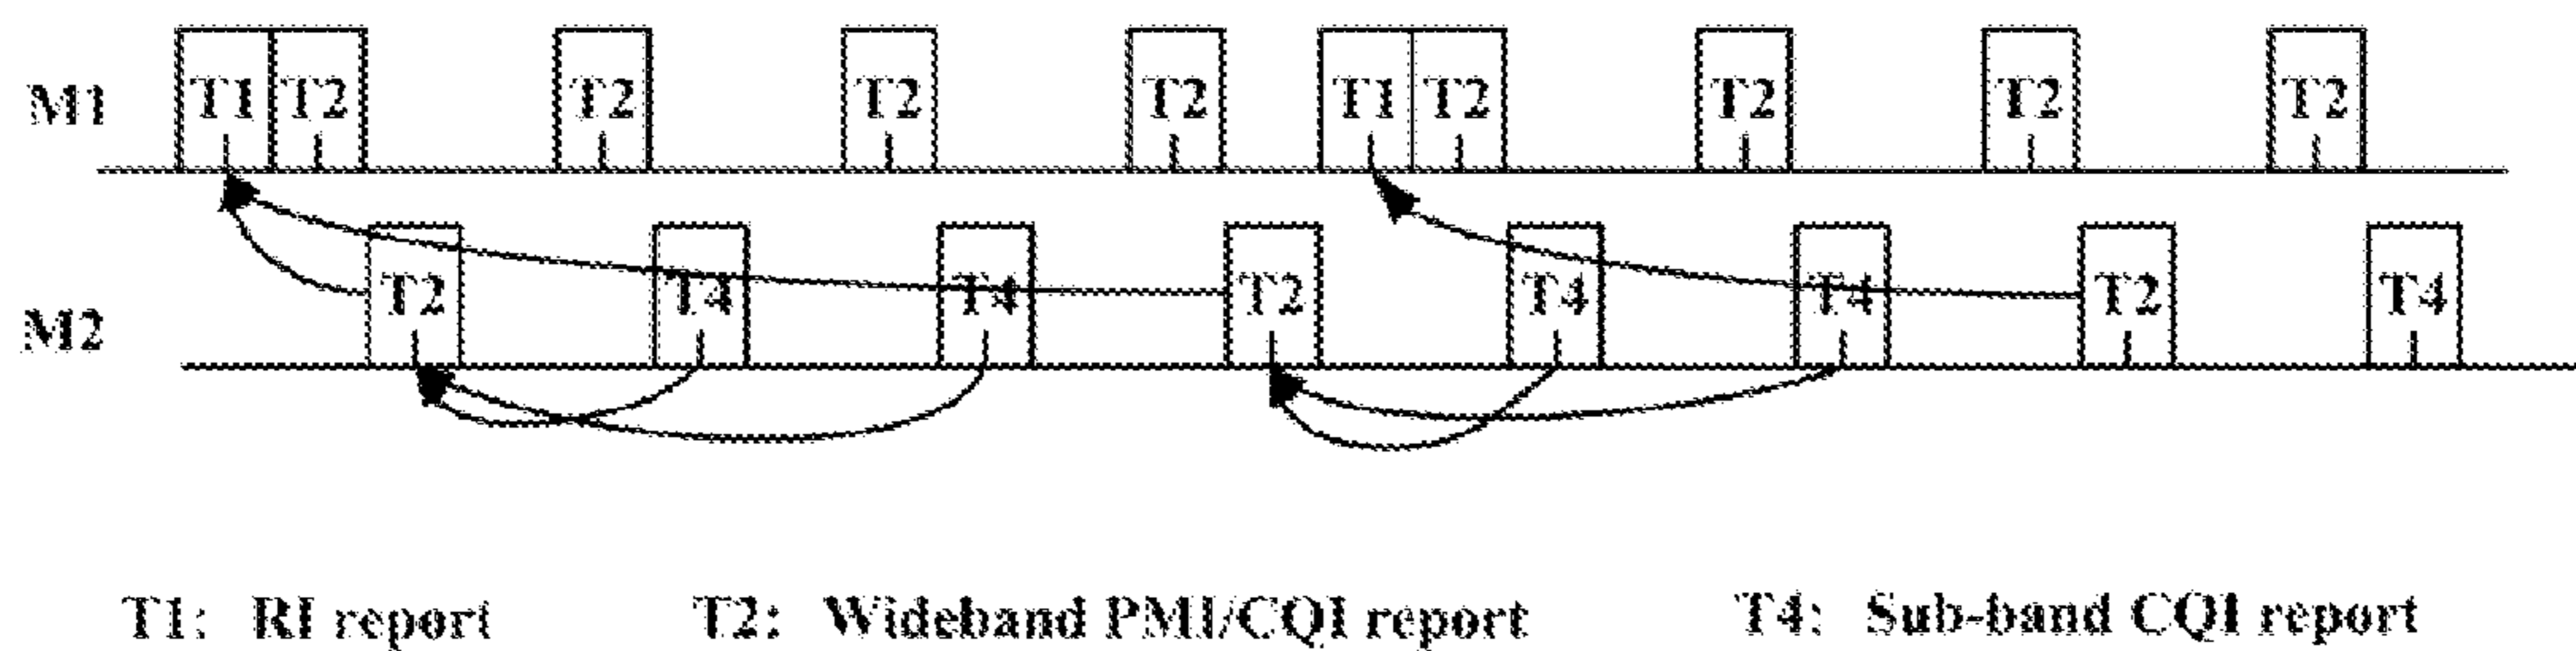 M1 T1 T2 T2 T2 T2 T1 T2 T2 T2 T2
M2 T2 T4 T4 T2 T4 T4 T2 T4
T1: RI report T2: Wideband PMI/CQI report T4: Sub-band CQI report